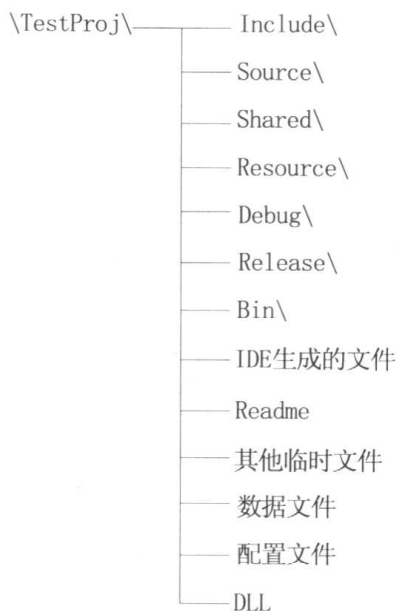 \TestProj\
Include\
Source\
Shared\
Resource\
Debug\
Release\
Bin\
IDE生成的文件
Readme
其他临时文件
数据文件
配置文件
DLL